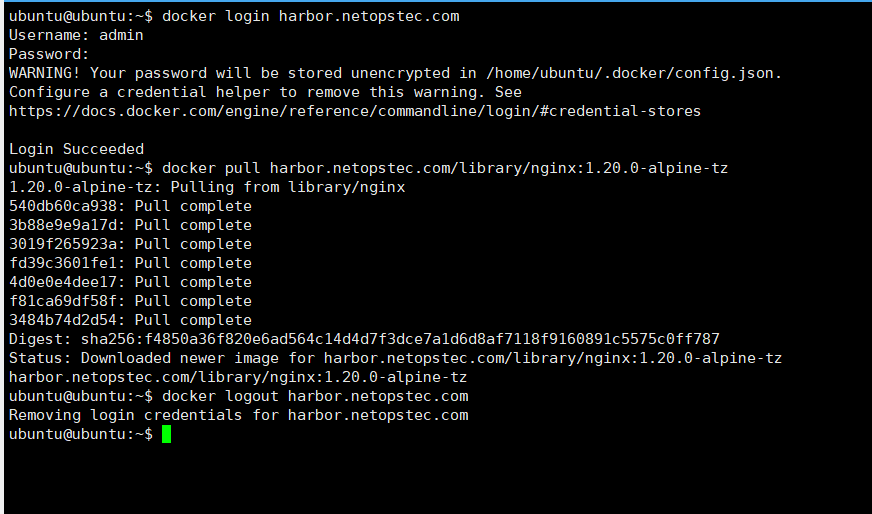 ubuntu@ubuntu:~$ docker login harbor.netopstec.com
Username: admin
Password:
WARNING! Your password will be stored unencrypted in /home/ubuntu/.docker/config.json.
Configure a credential helper to remove this warning. See
https://docs.docker.com/engine/reference/commandline/login/#credential-stores
Login Succeeded
ubuntu@ubuntu:~$ docker pull harbor.netopstec.com/library/nginx:1.20.0-alpine-tz
1.20.0-alpine-tz: Pulling from library/nginx
540db60ca938: Pull complete
3b88e9e9a17d: Pull complete
3019f265923a: Pull complete
fd39c3601fe1: Pull complete
4d0e0e4dee17: Pull complete
f81ca69df58f: Pull complete
3484b74d2d54: Pull complete
Digest: sha256:f4850a36f820e6ad564c14d4d7f3dce7a1d6d8af7118f9160891c5575c0ff787
Status: Downloaded newer image for harbor.netopstec.com/library/nginx:1.20.0-alpine-tz
harbor.netopstec.com/library/nginx:1.20.0-alpine-tz
ubuntu@ubuntu:~$ docker logout harbor.netopstec.com
Removing login credentials for harbor.netopstec.com
ubuntu@ubuntu:~$